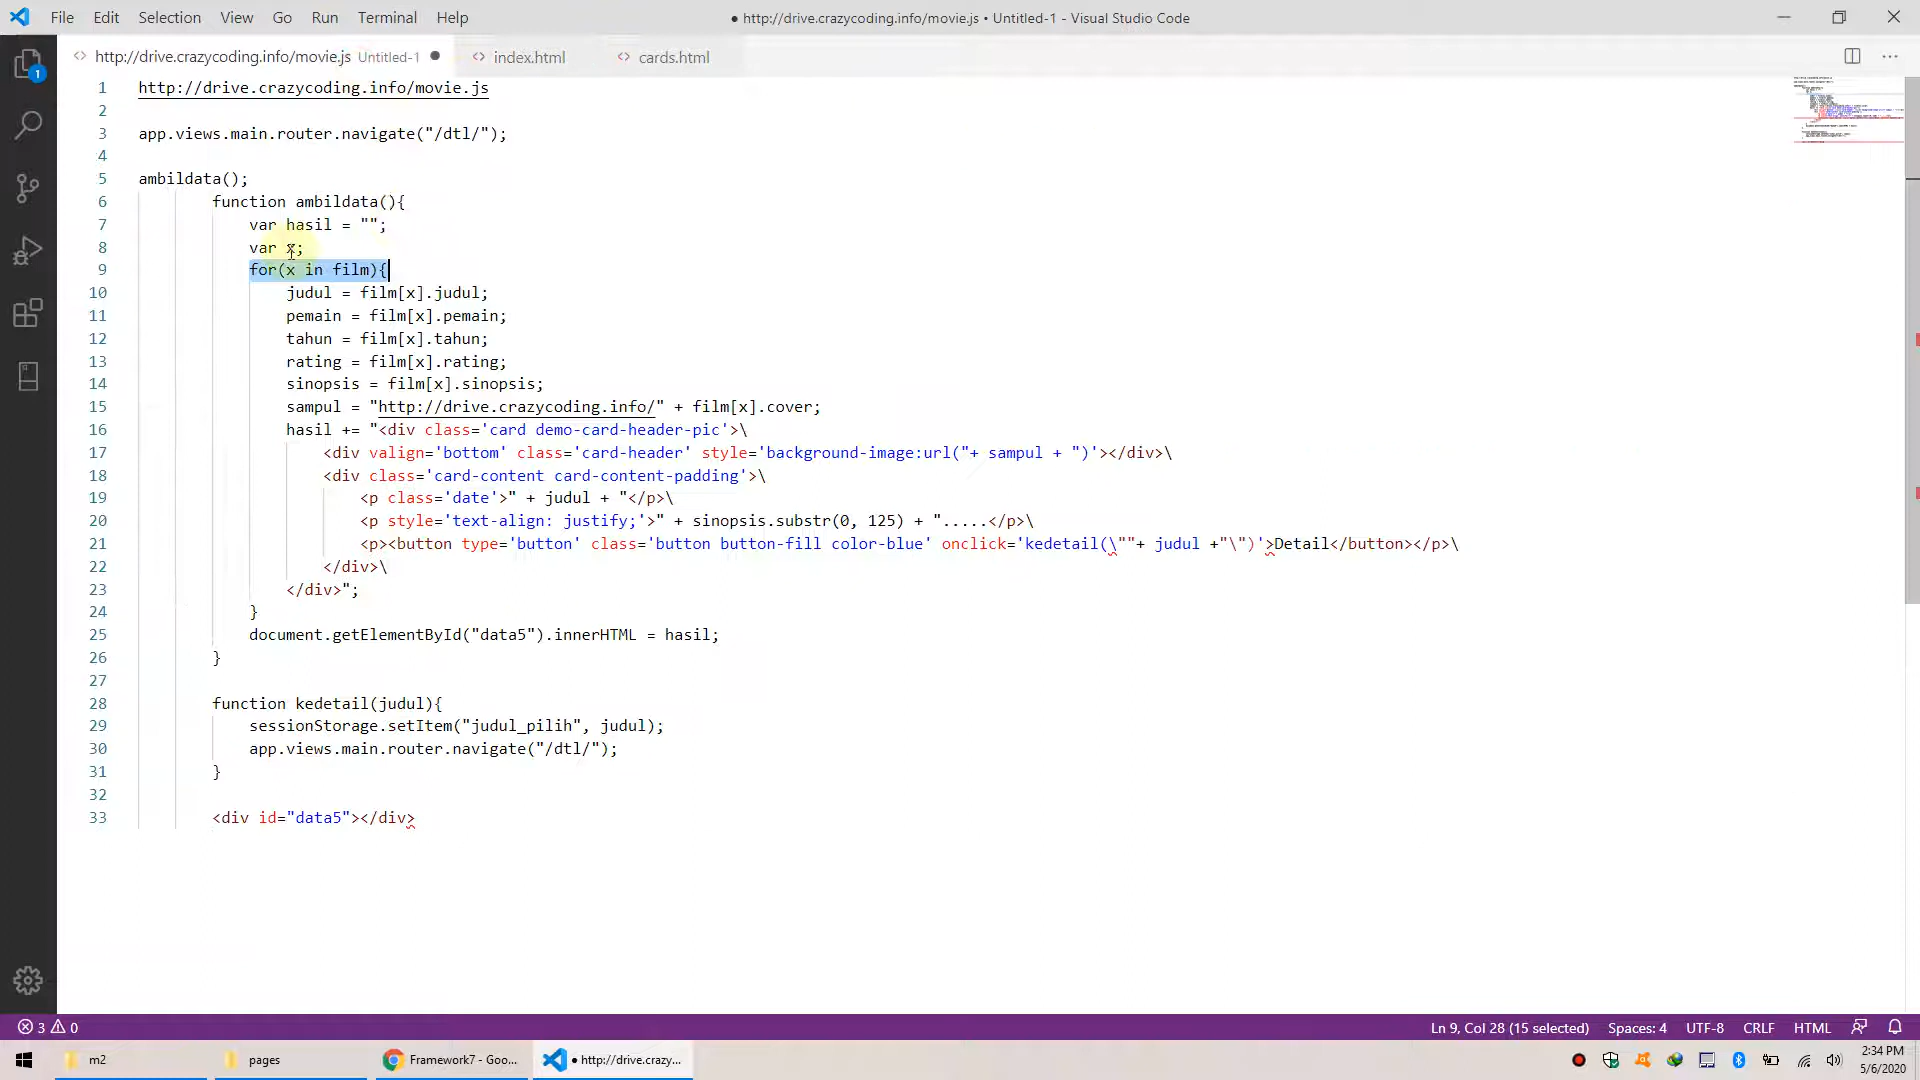 File Edit Selection View Go Run Terminal Help
● http://drive.crazycoding.info/movie.js • Untitled-1 - Visual Studio Code
http://drive.crazycoding.info/movie.js Untitled-1 ● index.html cards.html
1 http://drive.crazycoding.info/movie.js
2
3 app.views.main.router.navigate("/dtl/");
4
5 ambildata();
6 function ambildata(){
7 var hasil = "";
8 var x;
9 for(x in film){
10 judul = film[x].judul;
11 pemain = film[x].pemain;
12 tahun = film[x].tahun;
13 rating = film[x].rating;
14 sinopsis = film[x].sinopsis;
15 sampul = "http://drive.crazycoding.info/" + film[x].cover;
16 hasil += "<div class='card demo-card-header-pic'>\
17 <div valign='bottom' class='card-header' style='background-image:url("+ sampul + ")'></div>\
18 <div class='card-content card-content-padding'>\
19 <p class='date'>" + judul + "</p>\
20 <p style='text-align: justify;'>" + sinopsis.substr(0, 125) + ".....</p>\
21 <p><button type='button' class='button button-fill color-blue' onclick='kedetail(\""+ judul +"\")'>Detail</button></p>\
22 </div>\
23 </div>";
24 }
25 document.getElementById("data5").innerHTML = hasil;
26 }
27
28 function kedetail(judul){
29 sessionStorage.setItem("judul_pilih", judul);
30 app.views.main.router.navigate("/dtl/");
31 }
32
33 <div id="data5"></div>
1
3 0 Ln 9, Col 28 (15 selected) Spaces: 4 UTF-8 CRLF HTML
m2 pages Framework7 - Goo... ● http://drive.crazy... 2:34 PM
5/6/2020